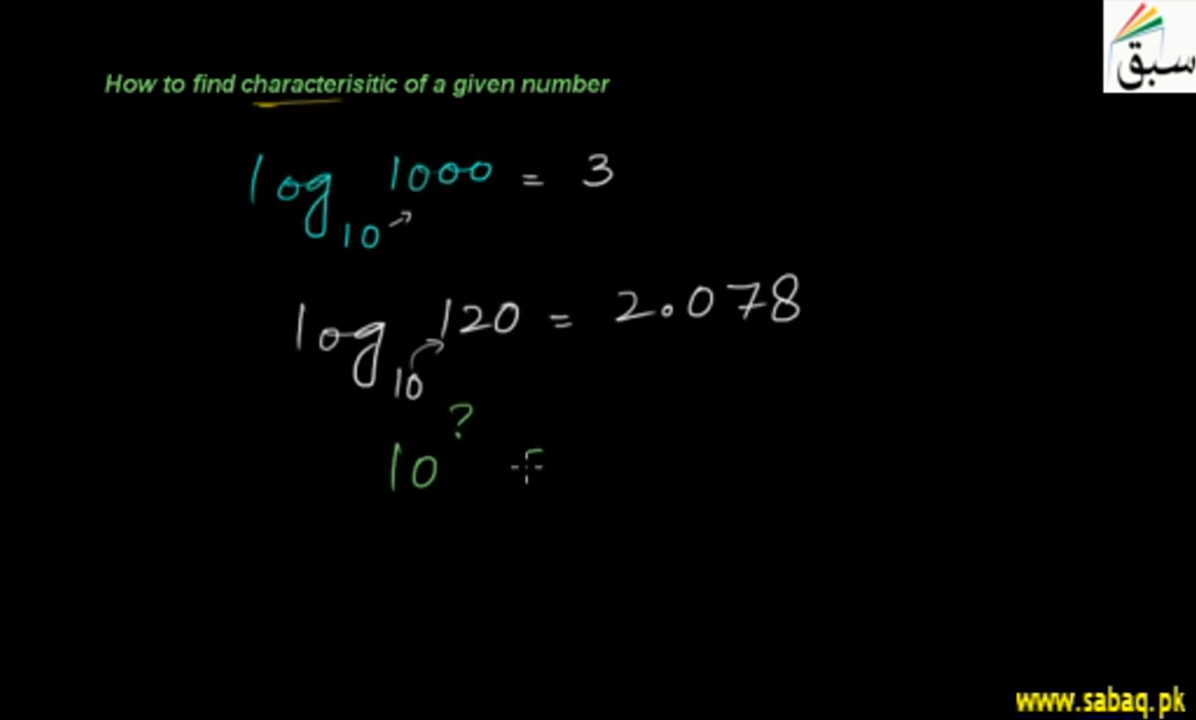 سبق
How to find characterisitic of a given number
log₁₀ 1000 = 3
log₁₀ 120 = 2.078
10^?
www.sabaq.pk